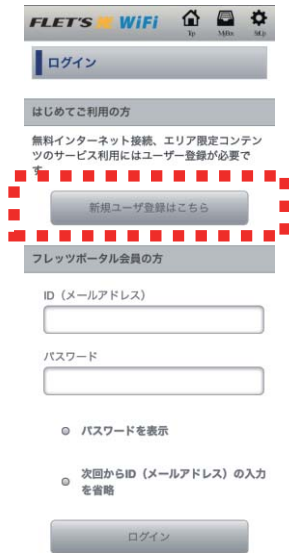 FLET'S WiFi
ログイン
はじめてご利用の方
無料インターネット接続、エリア限定コンテン
ツのサービス利用にはユーザー登録が必要で
す
新規ユーザ登録はこちら
フレッツポータル会員の方
ID（メールアドレス）
パスワード
パスワードを表示
次回からID（メールアドレス）の入力
を省略
ログイン